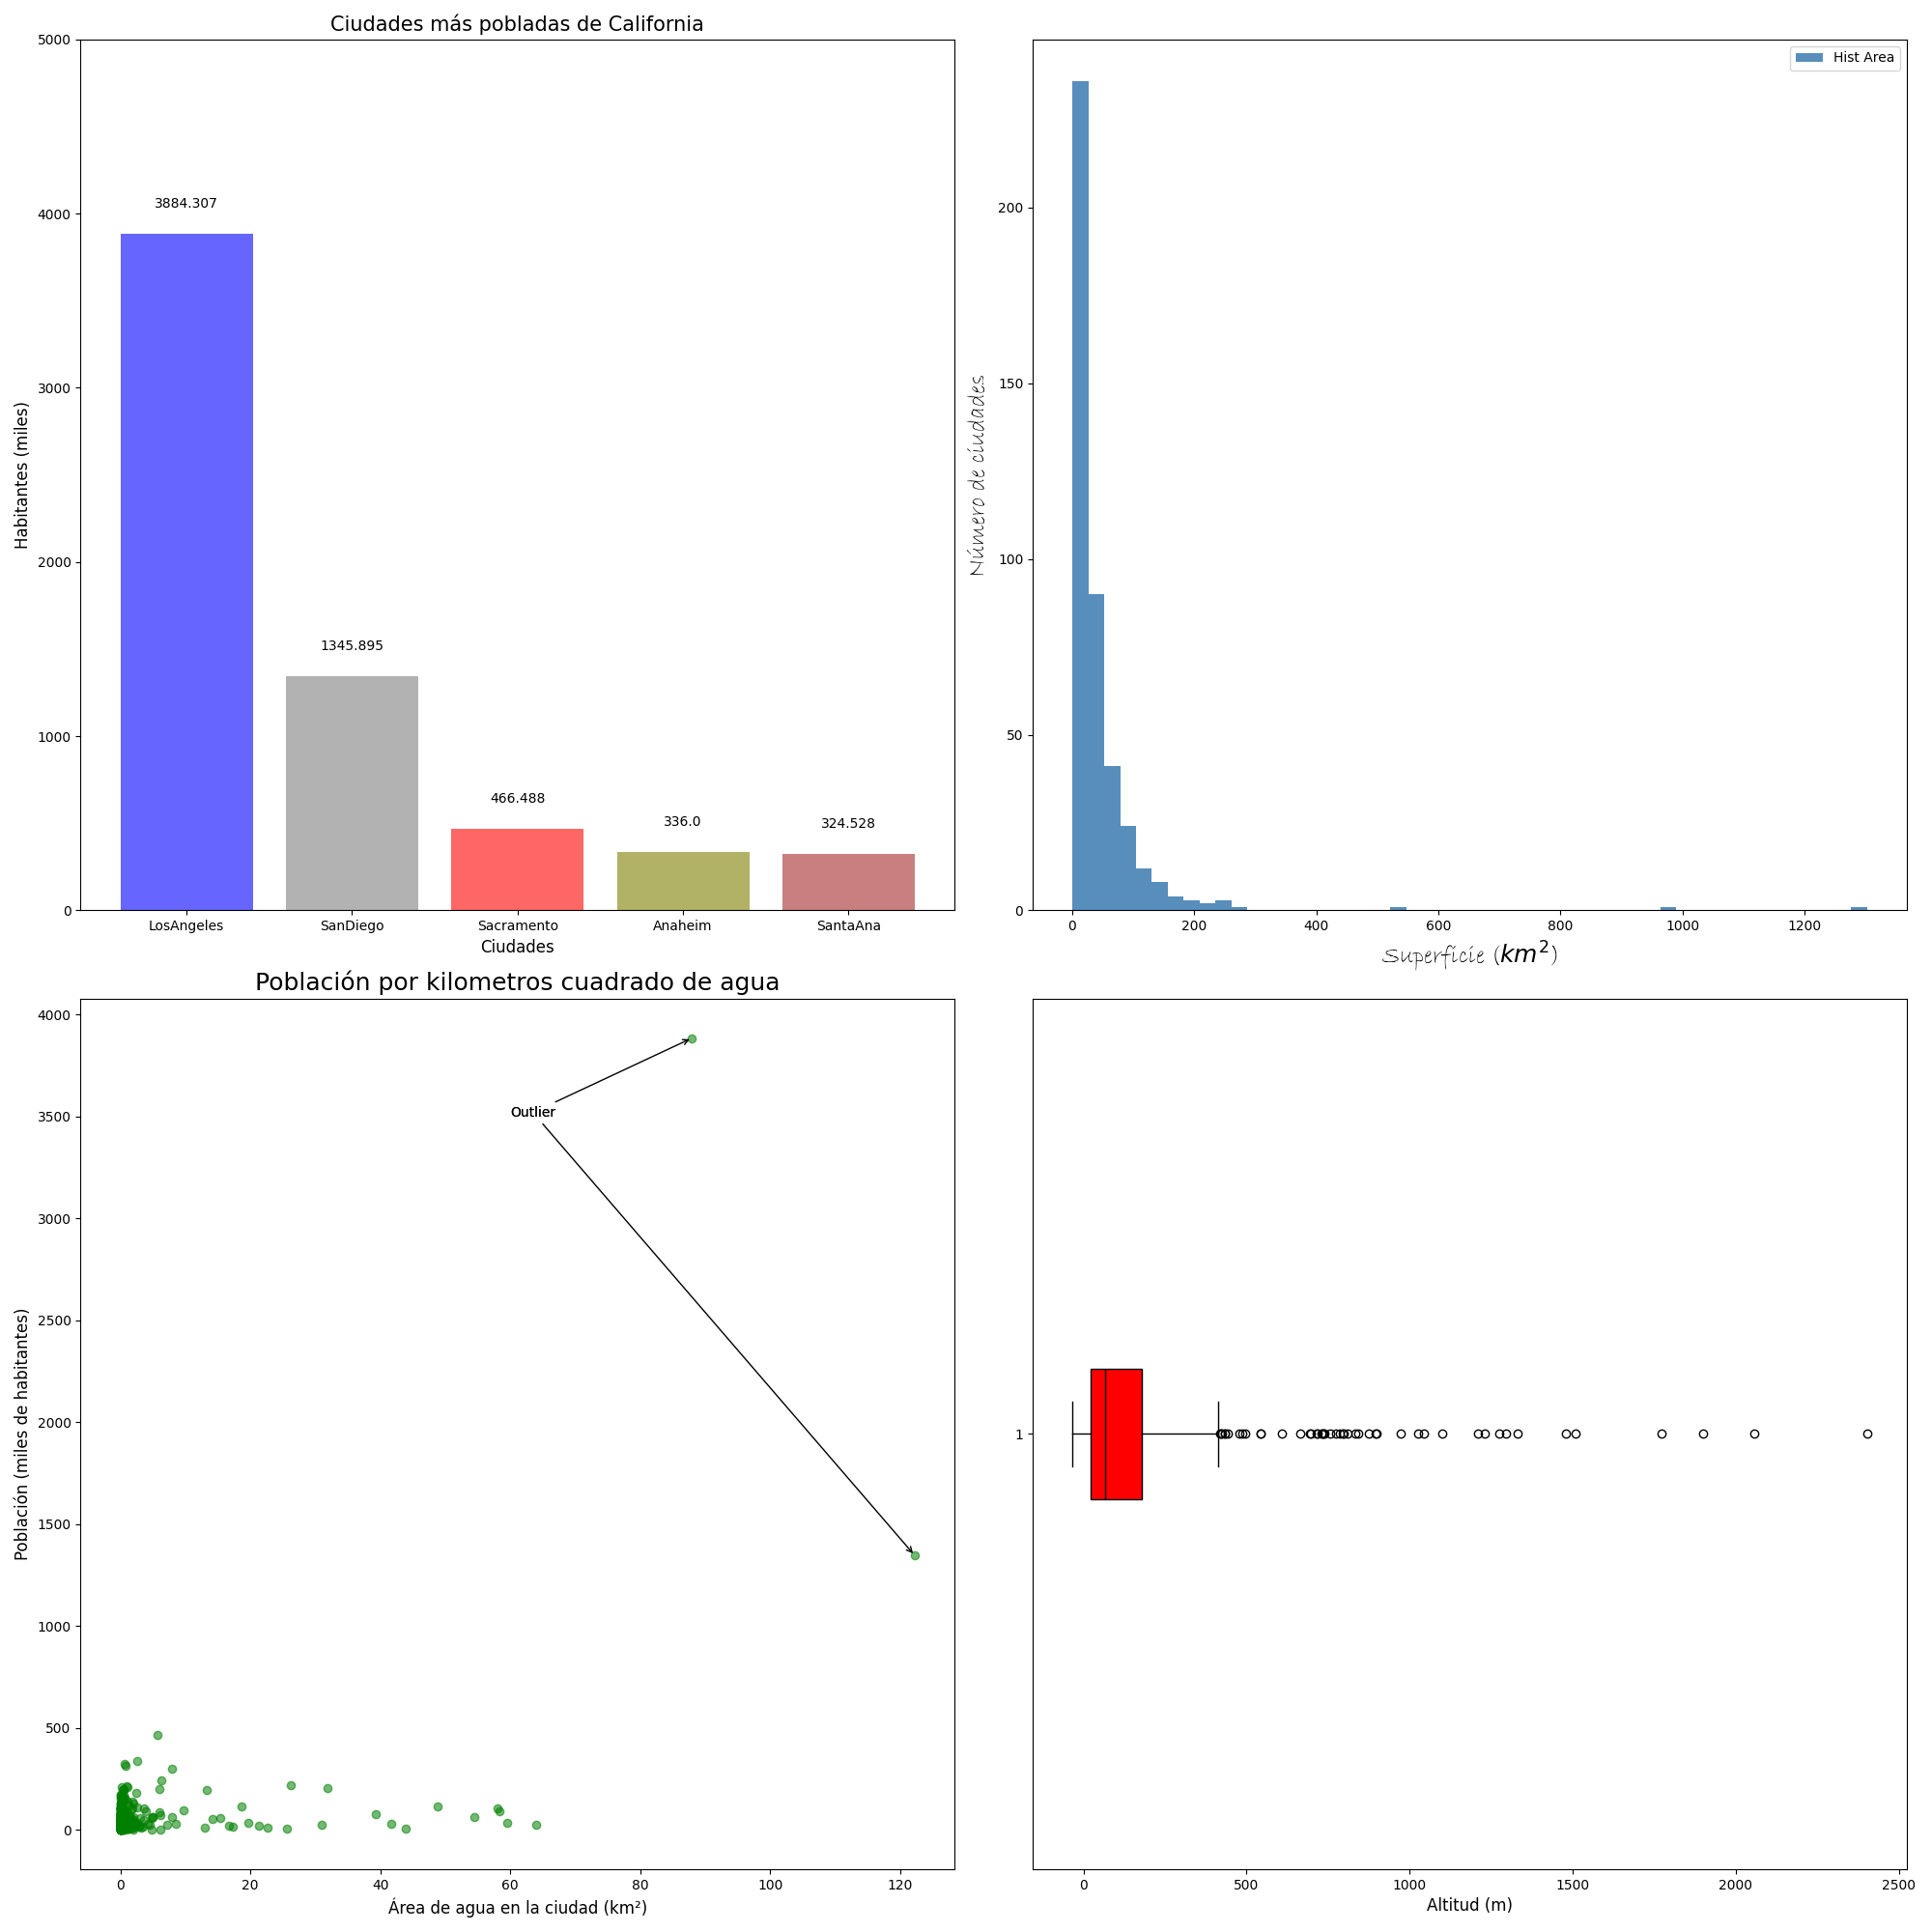 Ciudades más pobladas de California
5000
4000
3000
2000
1000
0
Habitantes (miles)
3884.307
1345.895
466.488
336.0
324.528
LosAngeles
SanDiego
Sacramento
Anaheim
SantaAna
Ciudades
Hist Area
200
150
100
50
0
Número de ciudades
0
200
400
600
800
1000
1200
Superficie (km²)
Población por kilometros cuadrado de agua
4000
3500
3000
2500
2000
1500
1000
500
0
Población (miles de habitantes)
Outlier
0
20
40
60
80
100
120
Área de agua en la ciudad (km²)
1
0
500
1000
1500
2000
2500
Altitud (m)